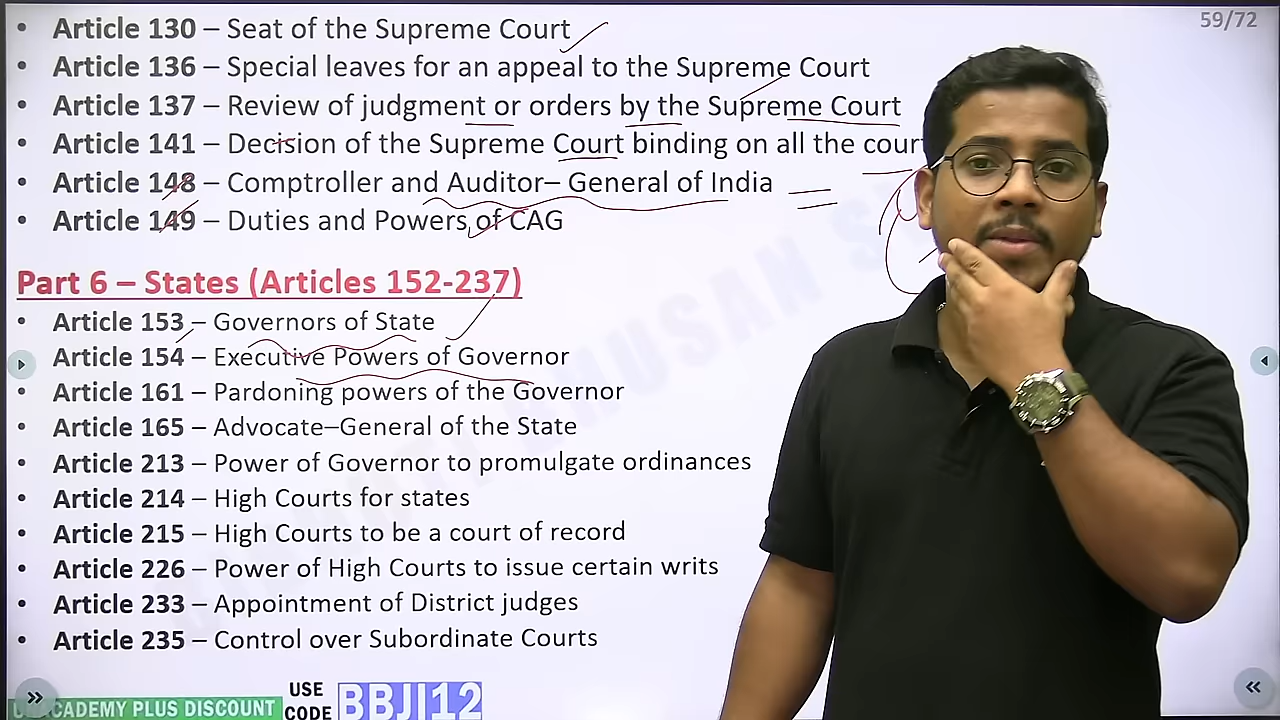 • Article 130 – Seat of the Supreme Court
59/72
• Article 136 – Special leaves for an appeal to the Supreme Court
• Article 137 – Review of judgment or orders by the Supreme Court
• Article 141 – Decision of the Supreme Court binding on all the cour
• Article 148 – Comptroller and Auditor– General of India
• Article 149 – Duties and Powers of CAG
Part 6 – States (Articles 152-237)
• Article 153 – Governors of State
• Article 154 – Executive Powers of Governor
• Article 161 – Pardoning powers of the Governor
• Article 165 – Advocate–General of the State
• Article 213 – Power of Governor to promulgate ordinances
• Article 214 – High Courts for states
• Article 215 – High Courts to be a court of record
• Article 226 – Power of High Courts to issue certain writs
• Article 233 – Appointment of District judges
• Article 235 – Control over Subordinate Courts
ACADEMY PLUS DISCOUNT
USE CODE BBJI12